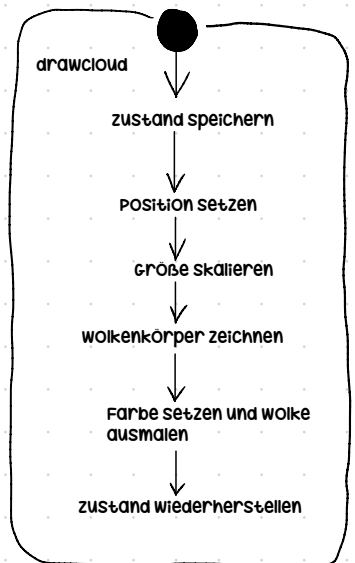 drawcloud
zustand speichern
Position setzen
Größe skalieren
Wolkenkörper zeichnen
Farbe setzen und Wolke
ausmalen
zustand wiederherstellen